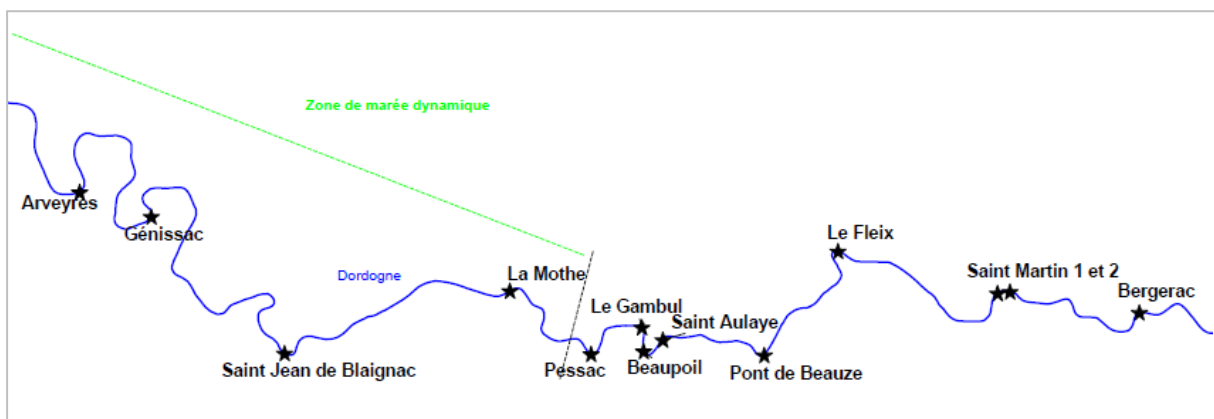 Zone de marée dynamique
Arveyrès
Génissac
Le Fleix
La Mothe
Dordogne
Saint Martin 1 et 2
Bergerac
Le Gambul
Saint Aulaye
Saint Jean de Blaignac
Pessac
Beaupoil
Pont de Beauze